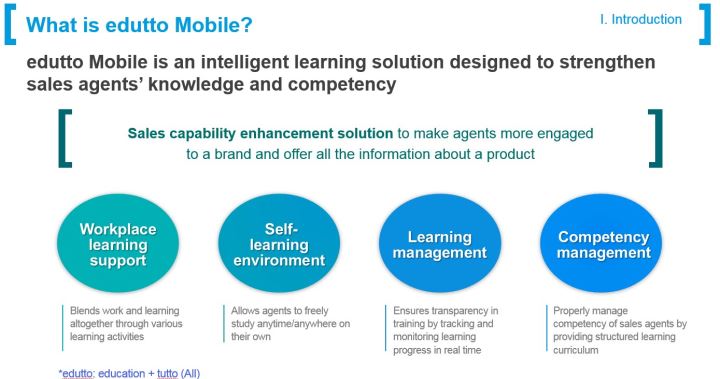 What is edutto Mobile?
I. Introduction
edutto Mobile is an intelligent learning solution designed to strengthen
sales agents’ knowledge and competency
Sales capability enhancement solution to make agents more engaged
to a brand and offer all the information about a product
Workplace
learning
support
Self-
learning
environment
Learning
management
Competency
management
Blends work and learning
altogether through various
learning activities
Allows agents to freely
study anytime/anywhere on
their own
Ensures transparency in
training by tracking and
monitoring learning
progress in real time
Properly manage
competency of sales agents by
providing structured learning
curriculum
*edutto: education + tutto (All)